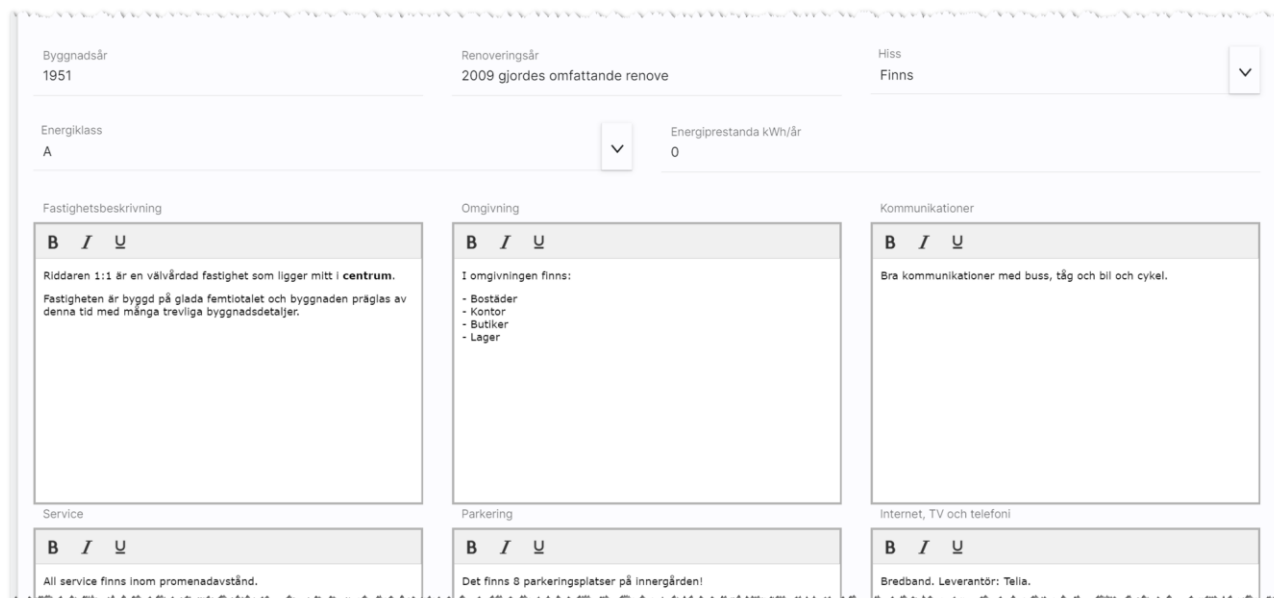 Byggnadsår
1951
Renoveringsår
2009 gjordes omfattande renove
Hiss
Finns
Energiklass
A
Energiprestanda kWh/år
0
Fastighetsbeskrivning
B I U
Riddaren 1:1 är en välvårdad fastighet som ligger mitt i centrum.
Fastigheten är byggd på glada femtiotalet och byggnaden präglas av
denna tid med många trevliga byggnadsdetaljer.
Omgivning
B I U
I omgivningen finns:
- Bostäder
- Kontor
- Butiker
- Lager
Kommunikationer
B I U
Bra kommunikationer med buss, tåg och bil och cykel.
Service
B I U
All service finns inom promenadavstånd.
Parkering
B I U
Det finns 8 parkeringsplatser på innergården!
Internet, TV och telefoni
B I U
Bredband. Leverantör: Telia.